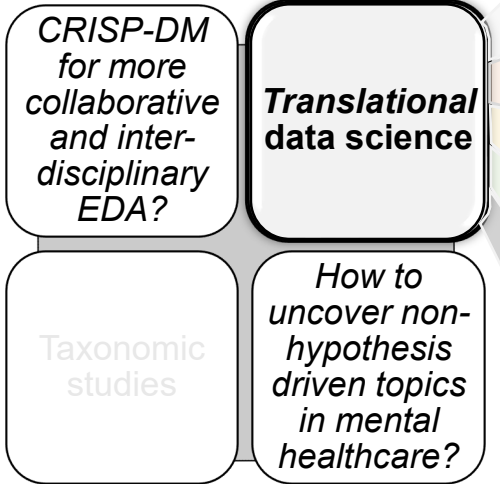 CRISP-DM
for more
collaborative
and inter-
disciplinary
EDA?
Translational
data science
Taxonomic
studies
How to
uncover non-
hypothesis
driven topics
in mental
healthcare?